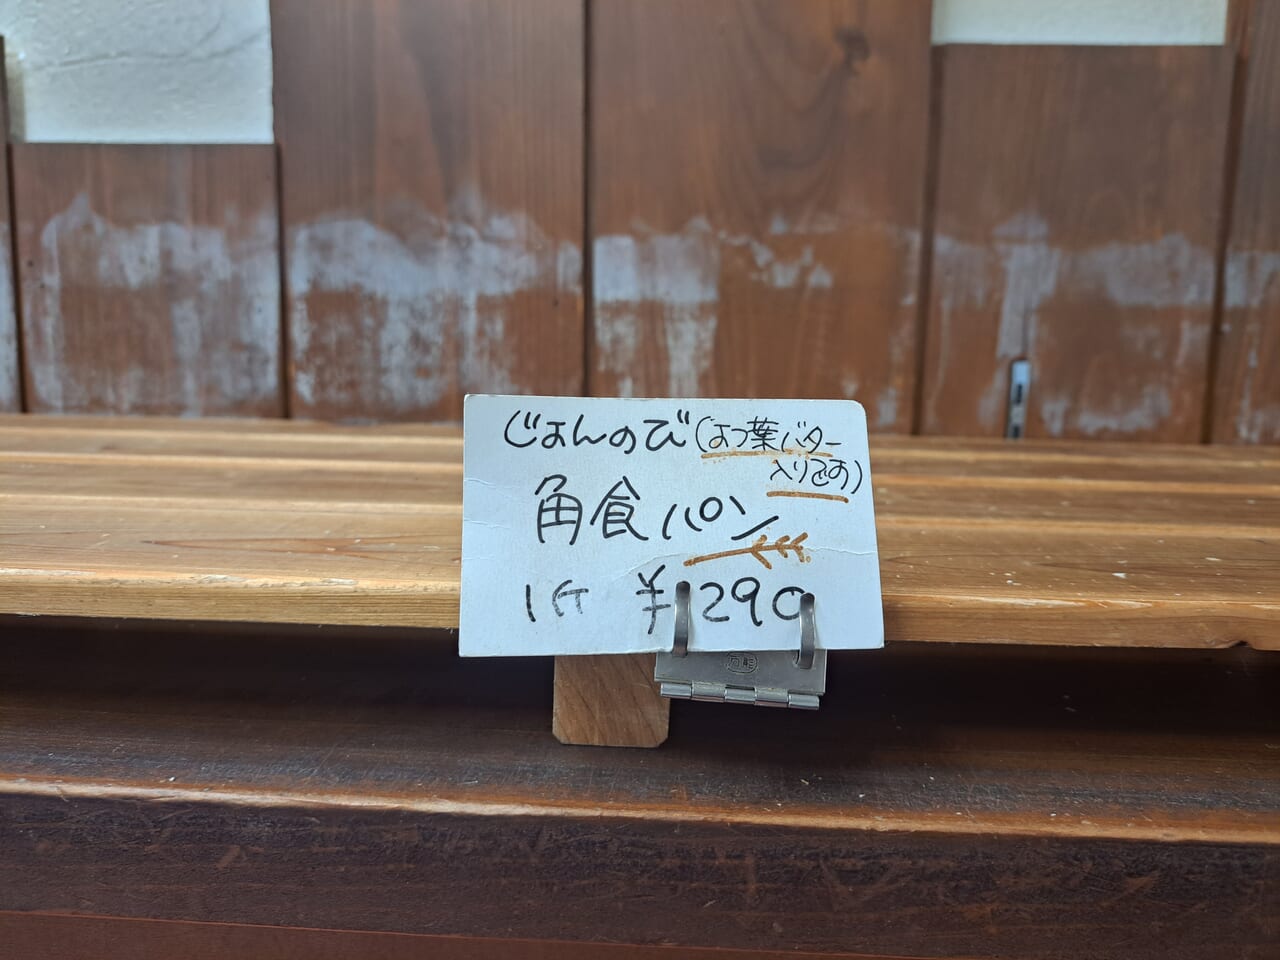 じょんのび(よつ葉バター
入りです)
角食パン
1斤 ¥290